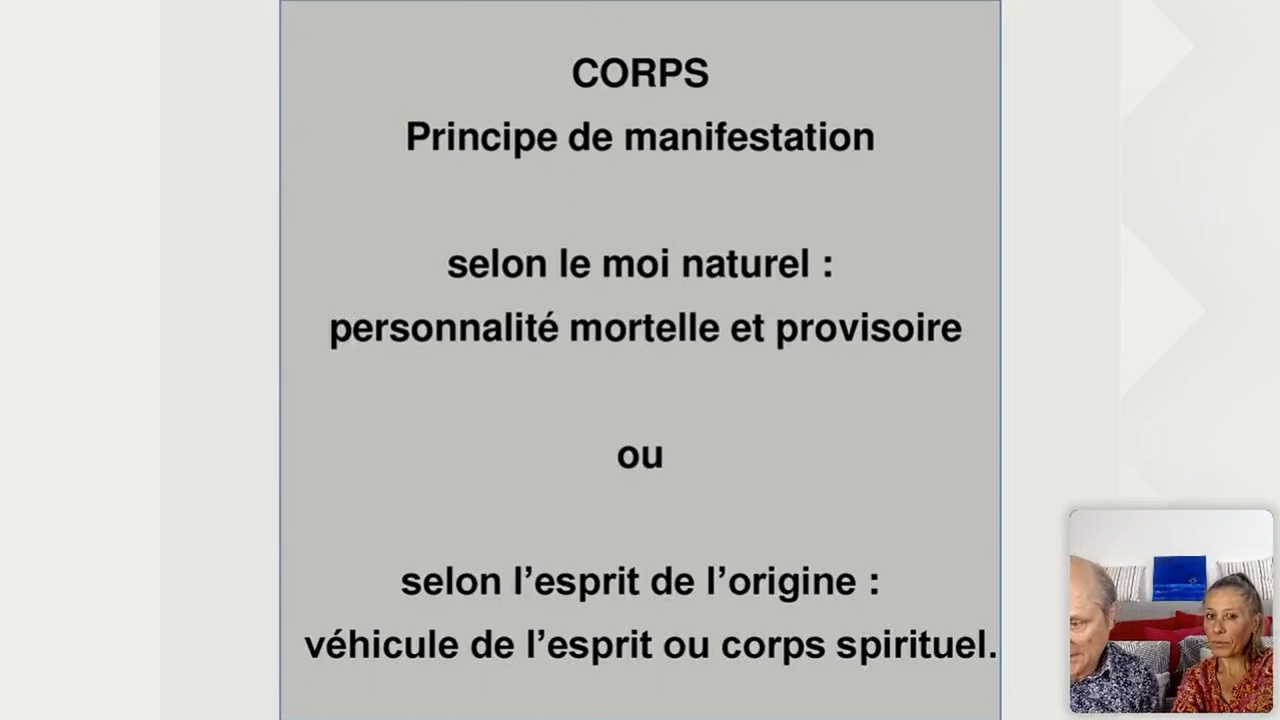 CORPS
Principe de manifestation
selon le moi naturel :
personnalité mortelle et provisoire
ou
selon l’esprit de l’origine :
véhicule de l’esprit ou corps spirituel.